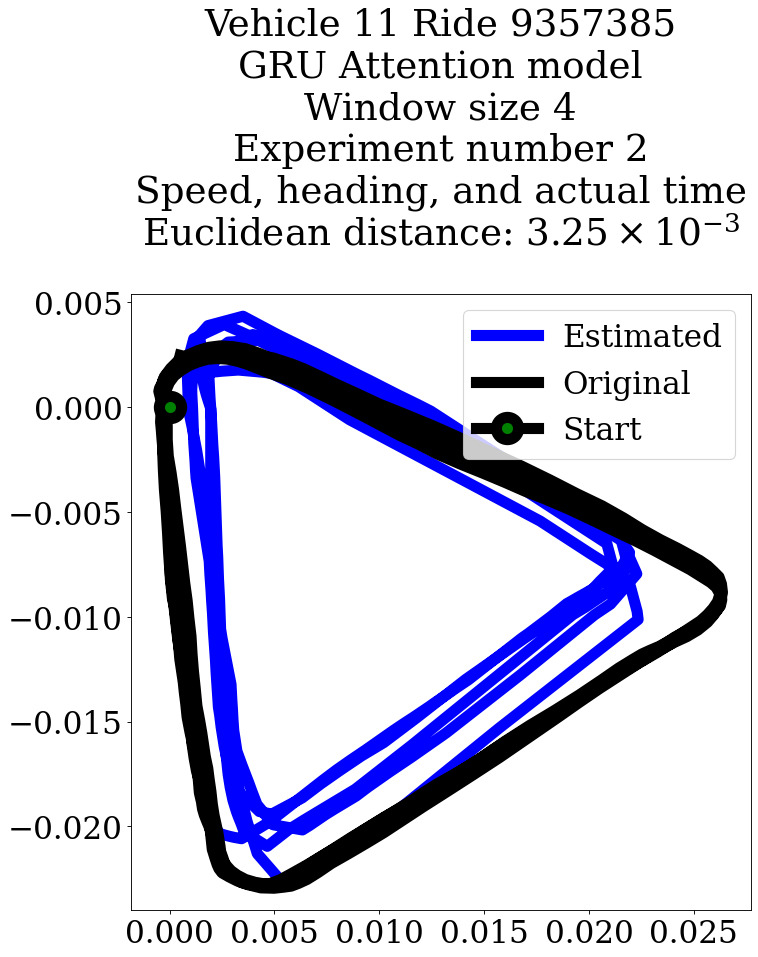 Vehicle 11 Ride 9357385
GRU Attention model
Window size 4
Experiment number 2
Speed, heading, and actual time
Euclidean distance: 3.25 × 10⁻³
0.005
0.000
−0.005
−0.010
−0.015
−0.020
Estimated
Original
Start
0.000 0.005 0.010 0.015 0.020 0.025